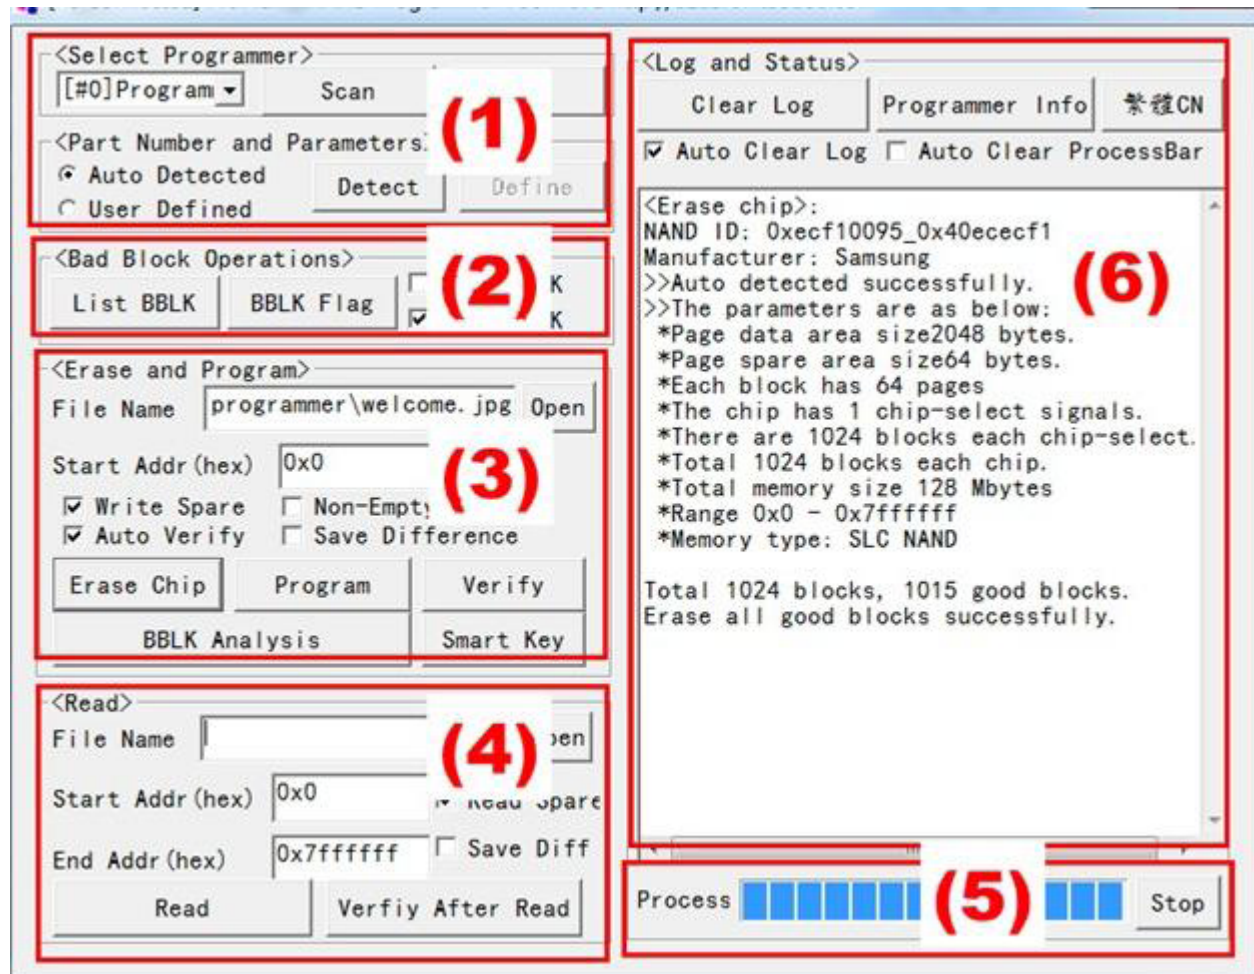 <Select Programmer>
[#0]Program
Scan
(1)
<Part Number and Parameters>
Auto Detected
User Defined
Detect
Define
<Bad Block Operations>
List BBLK
BBLK Flag
(2)
K
K
<Erase and Program>
File Name
programmer\welcome.jpg
Open
Start Addr(hex)
0x0
(3)
Write Spare
Non-Empty
Auto Verify
Save Difference
Erase Chip
Program
Verify
BBLK Analysis
Smart Key
<Read>
File Name
(4)
Start Addr(hex)
0x0
Read Spare
End Addr(hex)
0x7ffffff
Save Diff
Read
Verfiy After Read
<Log and Status>
Clear Log
Programmer Info
繁體CN
Auto Clear Log
Auto Clear ProcessBar
(6)
<Erase chip>:
NAND ID: 0xecf10095_0x40ececf1
Manufacturer: Samsung
>>Auto detected successfully.
>>The parameters are as below:
*Page data area size2048 bytes.
*Page spare area size64 bytes.
*Each block has 64 pages
*The chip has 1 chip-select signals.
*There are 1024 blocks each chip-select.
*Total 1024 blocks each chip.
*Total memory size 128 Mbytes
*Range 0x0 - 0x7ffffff
*Memory type: SLC NAND
Total 1024 blocks, 1015 good blocks.
Erase all good blocks successfully.
Process
(5)
Stop